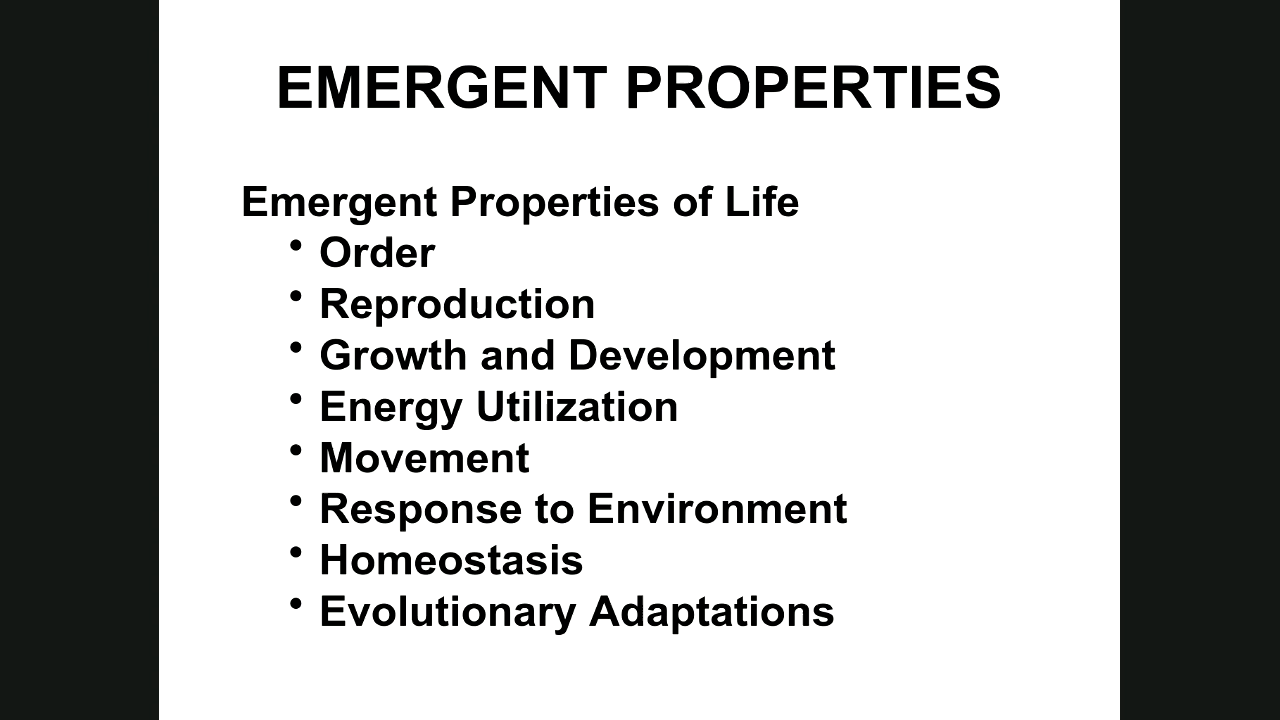 EMERGENT PROPERTIES
Emergent Properties of Life
• Order
• Reproduction
• Growth and Development
• Energy Utilization
• Movement
• Response to Environment
• Homeostasis
• Evolutionary Adaptations